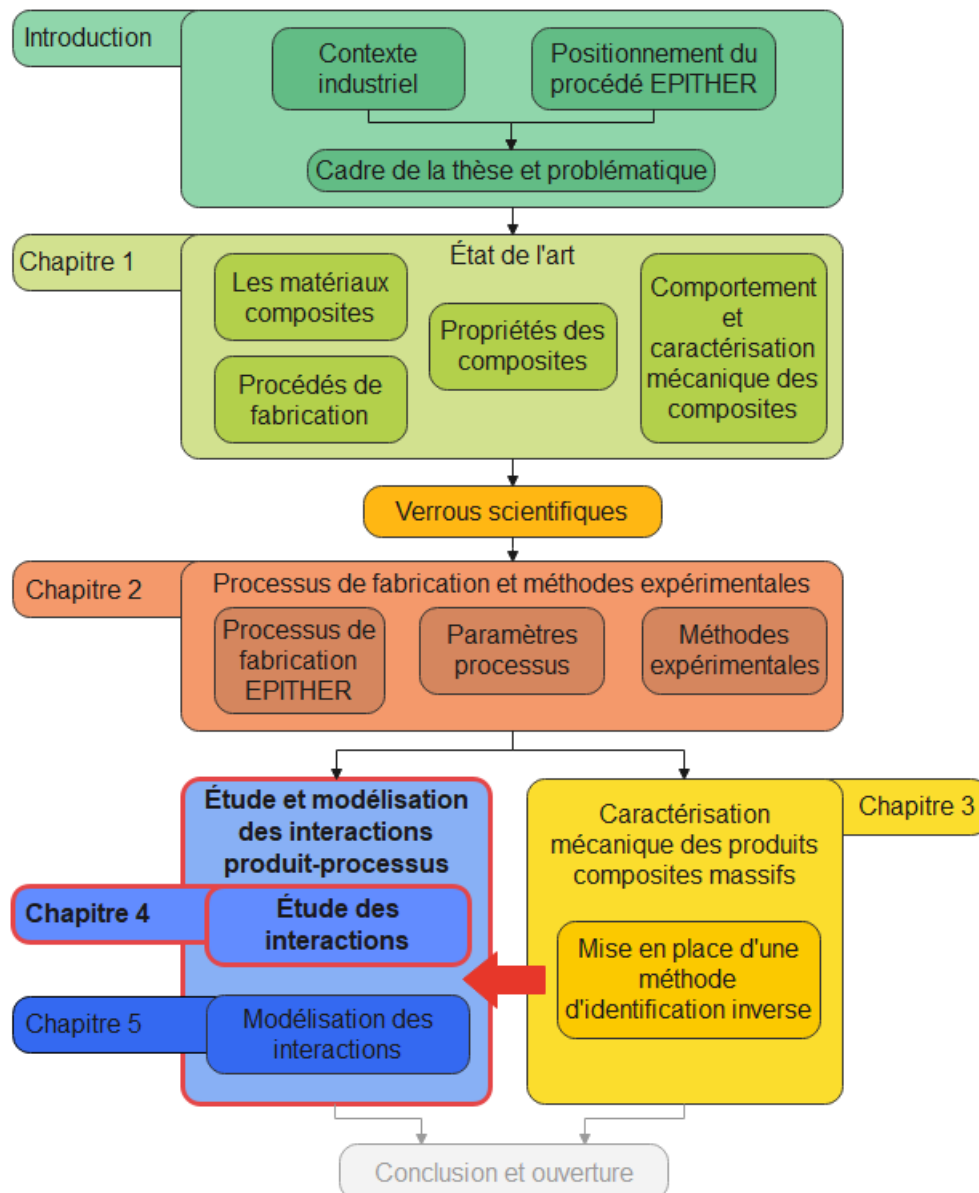 Introduction
Contexte
industriel
Positionnement du
procédé EPITHER
Cadre de la thèse et problématique
Chapitre 1
État de l'art
Les matériaux
composites
Procédés de
fabrication
Propriétés des
composites
Comportement
et
caractérisation
mécanique des
composites
Verrous scientifiques
Chapitre 2
Processus de fabrication et méthodes expérimentales
Processus de
fabrication
EPITHER
Paramètres
processus
Méthodes
expérimentales
Étude et modélisation
des interactions
produit-processus
Chapitre 4
Étude des
interactions
Chapitre 5
Modélisation des
interactions
Chapitre 3
Caractérisation
mécanique des produits
composites massifs
Mise en place d'une
méthode
d'identification inverse
Conclusion et ouverture